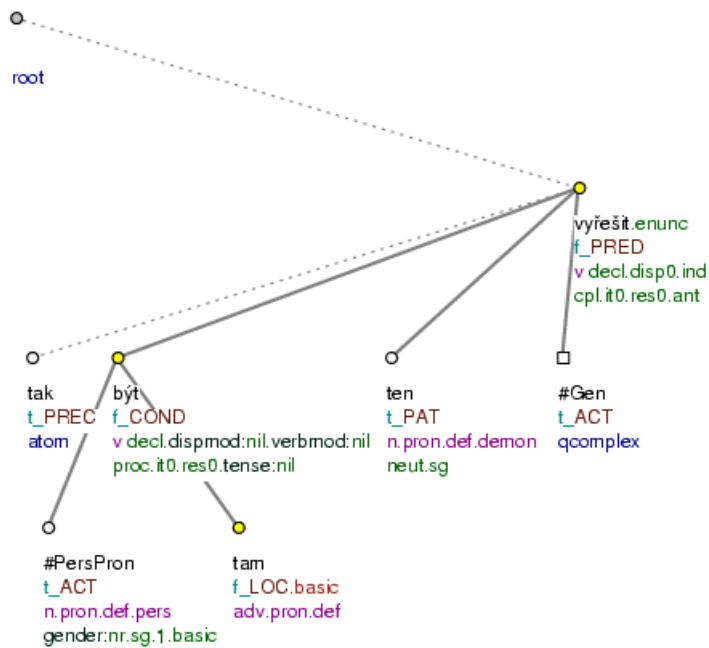 root
vyřešit.enunc
f_PRED
v decl.disp0.ind
cpl.it0.res0.ant
tak
t_PREC
atom
být
f_COND
v decl.dispmod:nil.verbmod:nil
proc.it0.res0.tense:nil
ten
t_PAT
n.pron.def.demon
neut.sg
#Gen
t_ACT
qcomplex
#PersPron
t_ACT
n.pron.def.pers
gender:nr.sg.1.basic
tam
f_LOC.basic
adv.pron.def